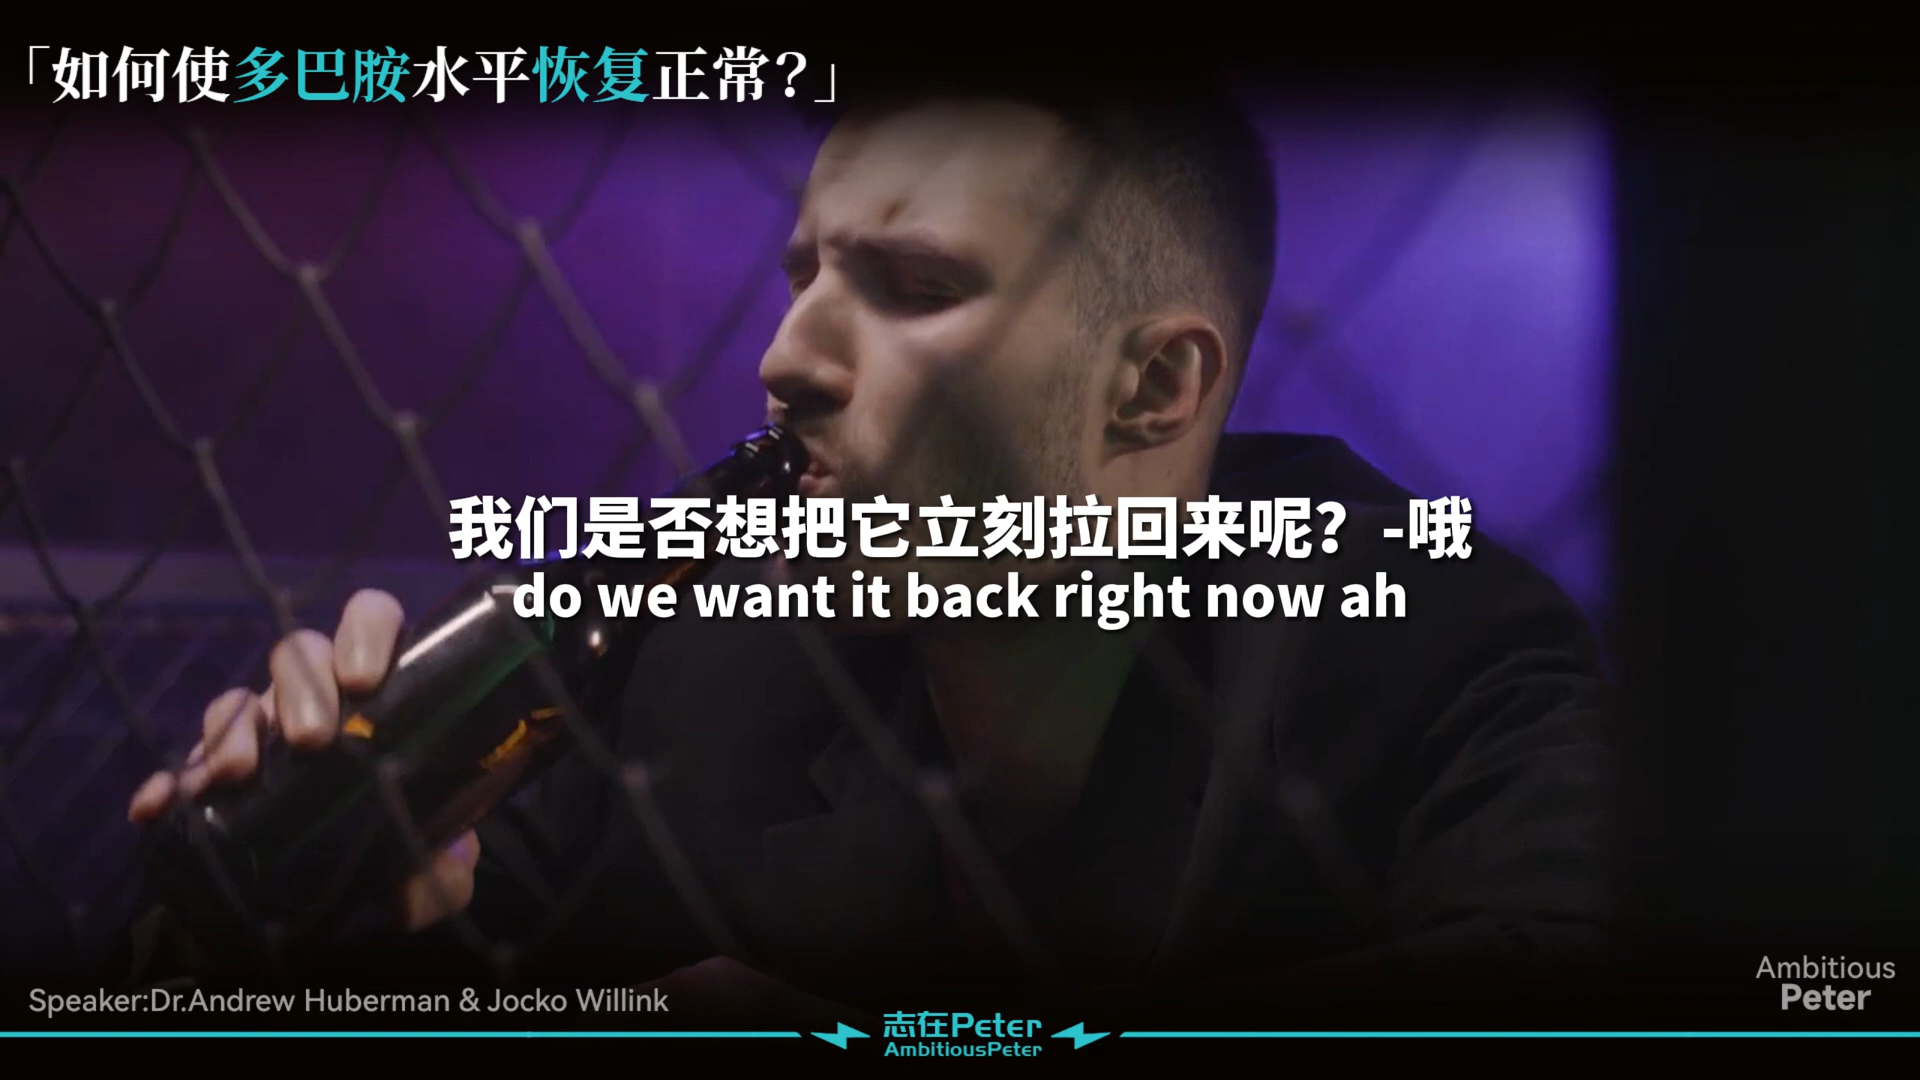 「如何使多巴胺水平恢复正常？」
我们是否想把它立刻拉回来呢？-哦
do we want it back right now ah
Ambitious
Peter
Speaker:Dr.Andrew Huberman & Jocko Willink
志在Peter
AmbitiousPeter